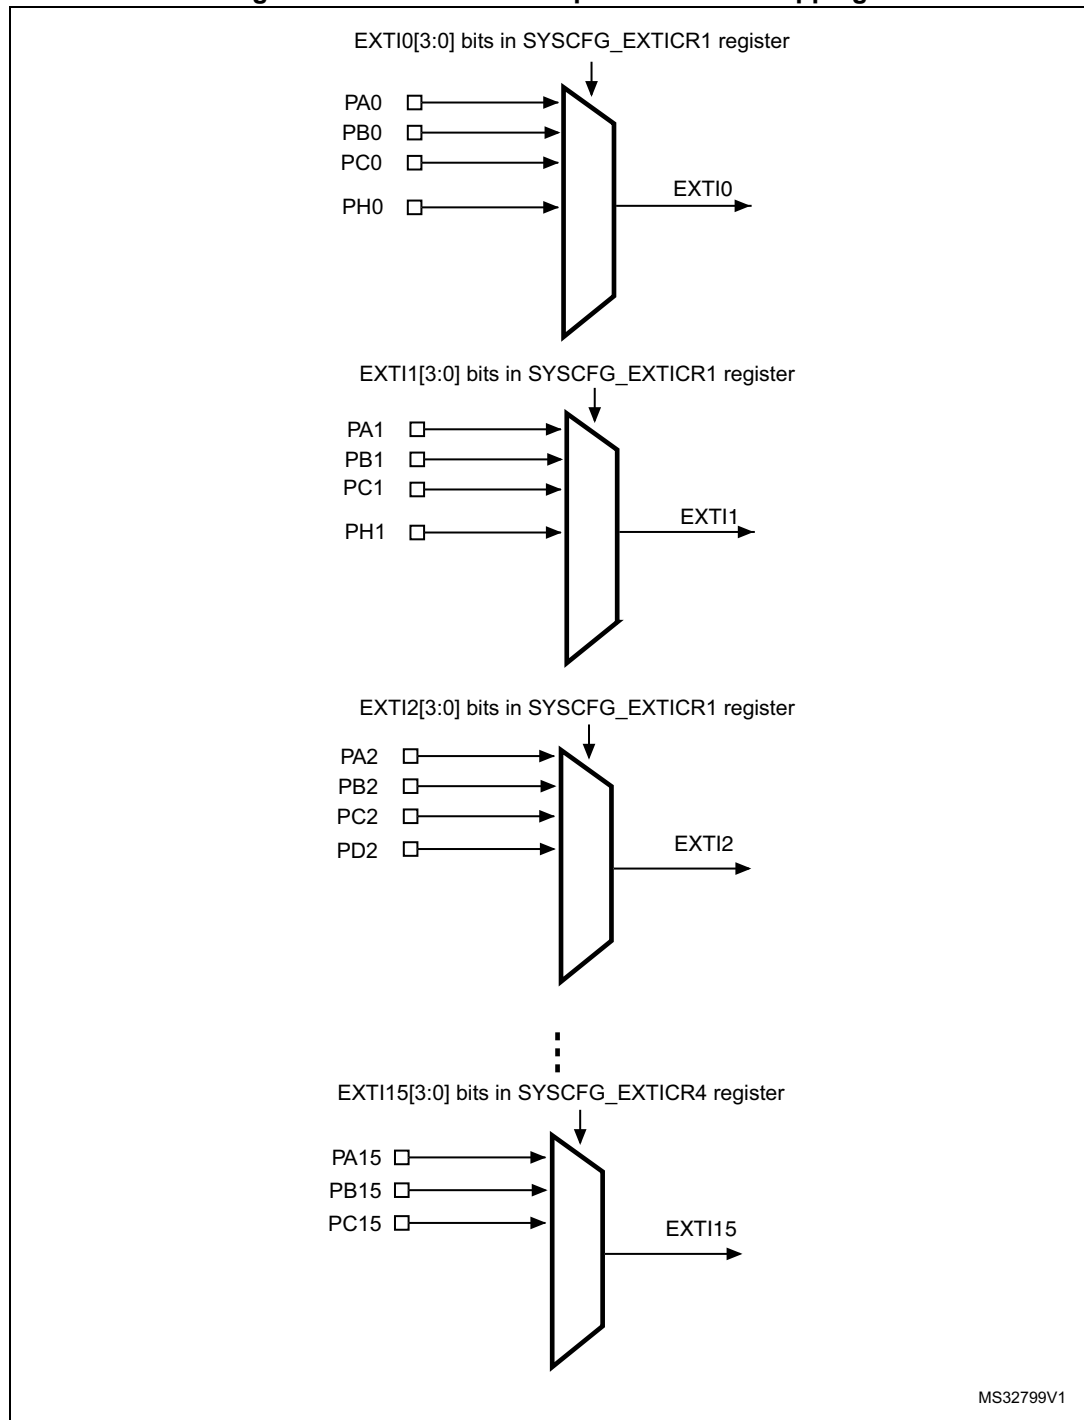 EXTI0[3:0] bits in SYSCFG_EXTICR1 register
PA0
PB0
PC0
PH0
EXTI0
EXTI1[3:0] bits in SYSCFG_EXTICR1 register
PA1
PB1
PC1
PH1
EXTI1
EXTI2[3:0] bits in SYSCFG_EXTICR1 register
PA2
PB2
PC2
PD2
EXTI2
EXTI15[3:0] bits in SYSCFG_EXTICR4 register
PA15
PB15
PC15
EXTI15
MS32799V1